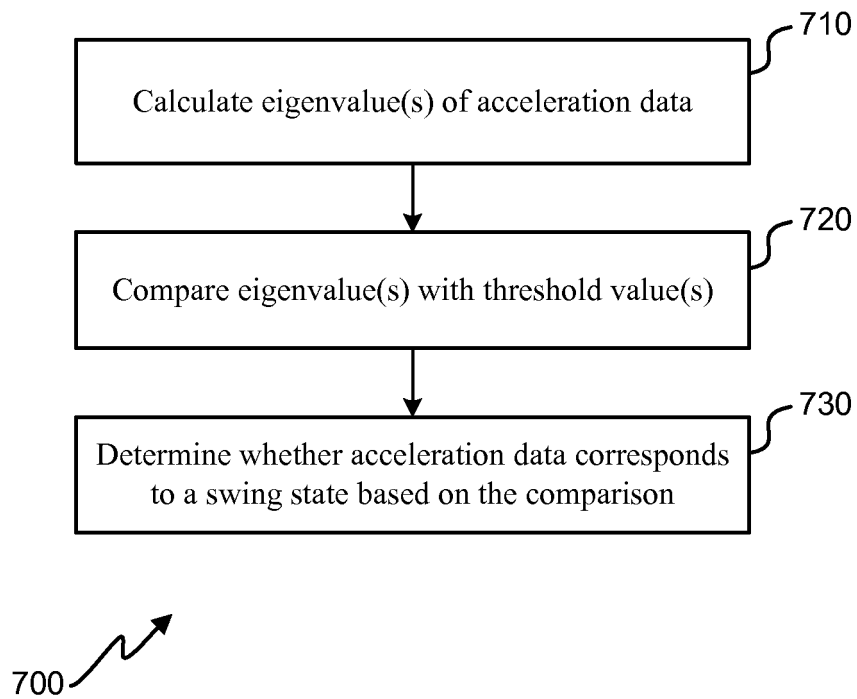 710
Calculate eigenvalue(s) of acceleration data
720
Compare eigenvalue(s) with threshold value(s)
730
Determine whether acceleration data corresponds
to a swing state based on the comparison
700